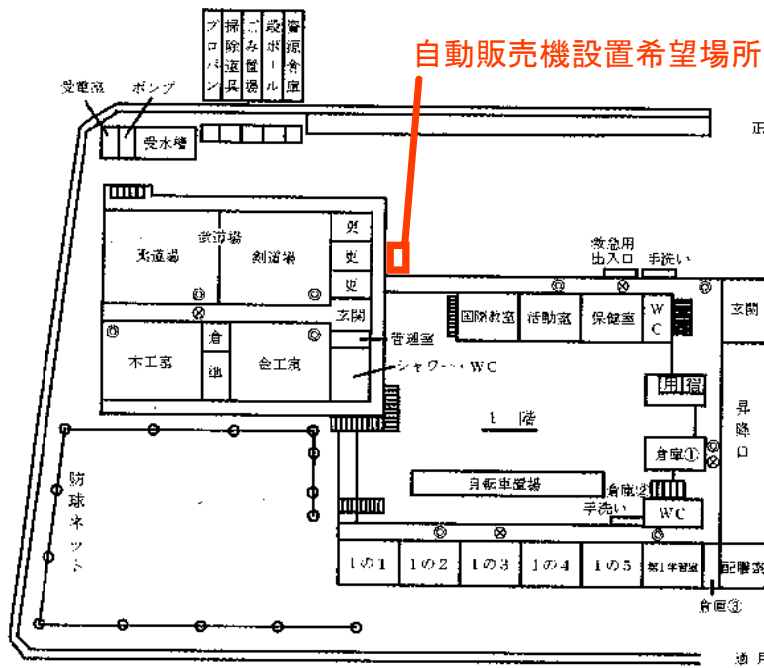 プロパン
掃除道具
ごみ置場
段ボール
資源倉庫
自動販売機設置希望場所
受電室
ポンプ
受水槽
正
柔道場
武道場
剣道場
更
更
更
玄関
管理室
シャワー・WC
木工室
倉
準
金工室
救急用
出入口
手洗い
国際教室
活動室
保健室
WC
玄関
用
宿
昇降口
1階
倉庫①
自転車置場
倉庫②
手洗い
WC
防球ネット
1の1
1の2
1の3
1の4
1の5
第1学習室
配膳室
倉庫③
通用